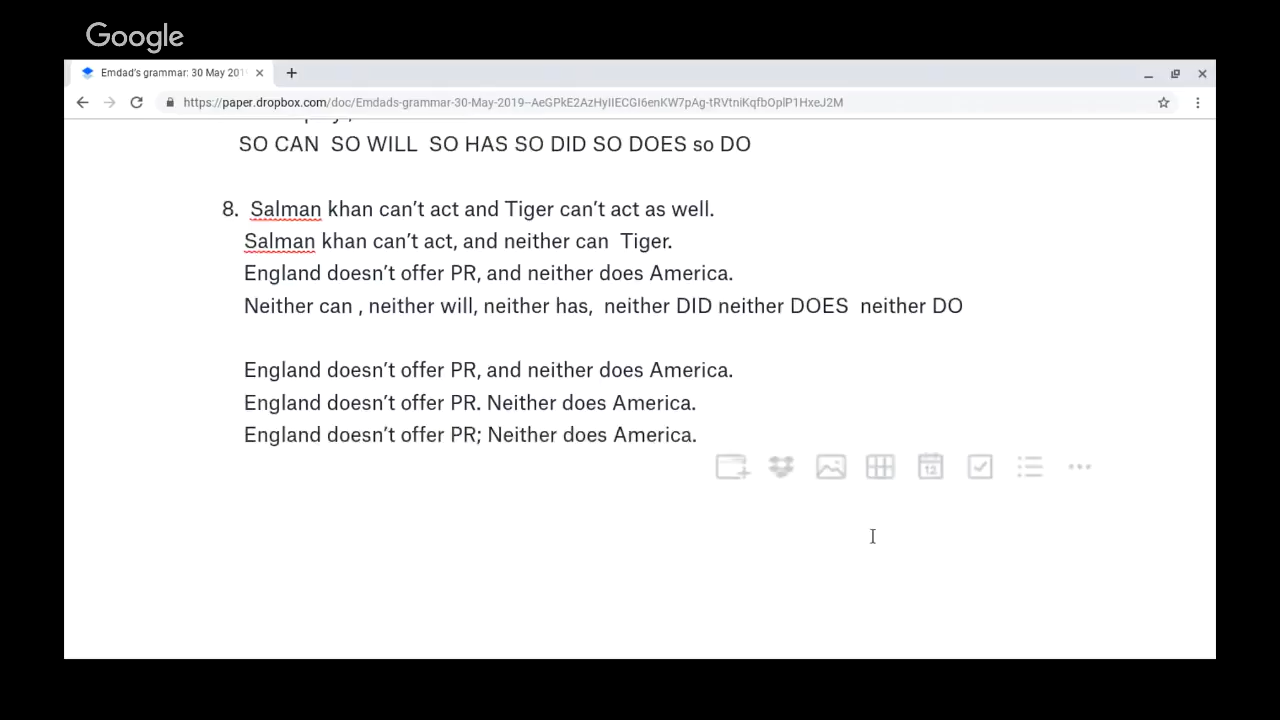 Google
Emdad's grammar: 30 May 201
https://paper.dropbox.com/doc/Emdads-grammar-30-May-2019--AeGPkE2AzHyIIECGI6enKW7pAg-tRVtniKqfbOplP1HxeJ2M
SO CAN SO WILL SO HAS SO DID SO DOES so DO
8. Salman khan can't act and Tiger can't act as well.
Salman khan can't act, and neither can Tiger.
England doesn't offer PR, and neither does America.
Neither can , neither will, neither has, neither DID neither DOES neither DO
England doesn't offer PR, and neither does America.
England doesn't offer PR. Neither does America.
England doesn't offer PR; Neither does America.
12